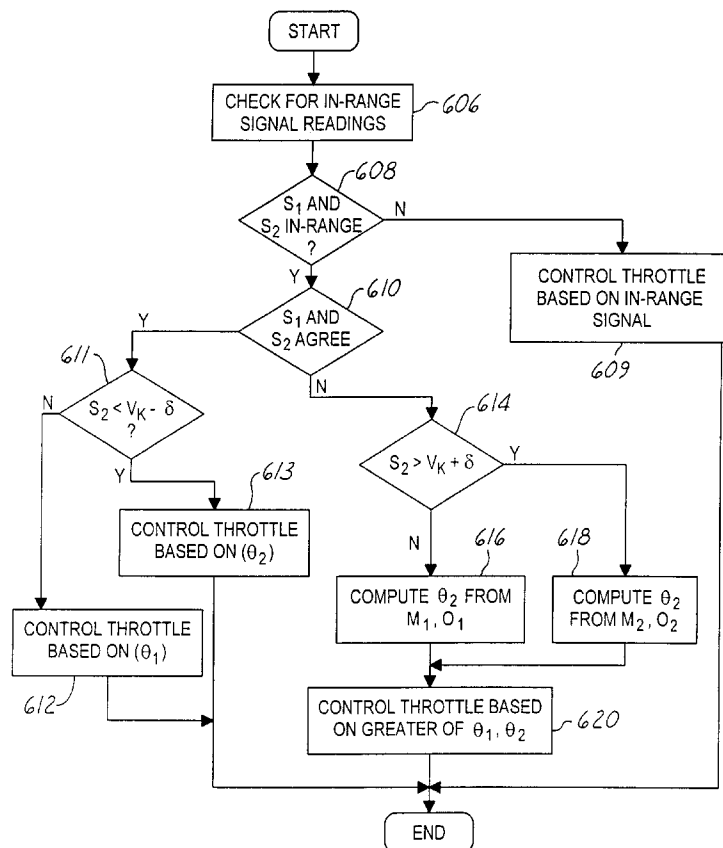 START
CHECK FOR IN-RANGE
SIGNAL READINGS
606
608
S₁ AND
S₂ IN-RANGE
?
N
Y
610
S₁ AND
S₂ AGREE
Y
N
CONTROL THROTTLE
BASED ON IN-RANGE
SIGNAL
609
611
S₂ < V_K - δ
?
N
Y
614
S₂ > V_K + δ
Y
N
613
CONTROL THROTTLE
BASED ON (θ₂)
616
COMPUTE θ₂ FROM
M₁, O₁
618
COMPUTE θ₂
FROM M₂, O₂
CONTROL THROTTLE
BASED ON (θ₁)
612
CONTROL THROTTLE BASED
ON GREATER OF θ₁, θ₂
620
END